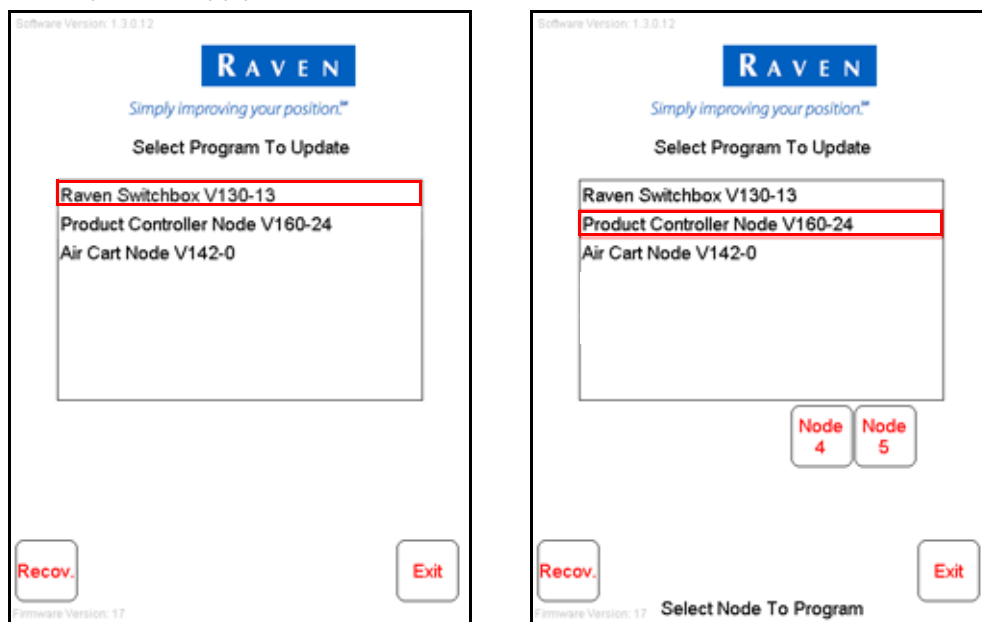 Software Version: 1.3.0.12
RAVEN
Simply improving your position.℠
Select Program To Update
Raven Switchbox V130-13
Product Controller Node V160-24
Air Cart Node V142-0
Recov.
Exit
Firmware Version: 17
Software Version: 1.3.0.12
RAVEN
Simply improving your position.℠
Select Program To Update
Raven Switchbox V130-13
Product Controller Node V160-24
Air Cart Node V142-0
Node 4
Node 5
Recov.
Exit
Firmware Version: 17
Select Node To Program